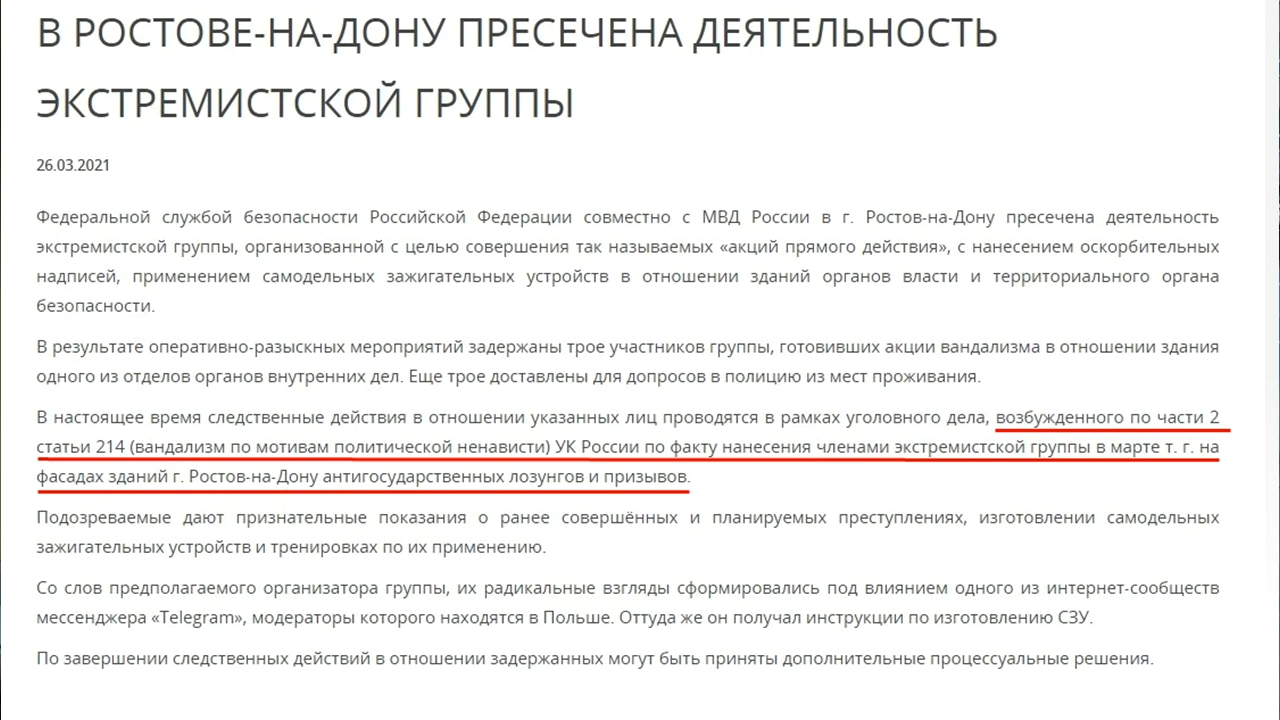 В РОСТОВЕ-НА-ДОНУ ПРЕСЕЧЕНА ДЕЯТЕЛЬНОСТЬ
ЭКСТРЕМИСТСКОЙ ГРУППЫ
26.03.2021
Федеральной службой безопасности Российской Федерации совместно с МВД России в г. Ростов-на-Дону пресечена деятельность
экстремистской группы, организованной с целью совершения так называемых «акций прямого действия», с нанесением оскорбительных
надписей, применением самодельных зажигательных устройств в отношении зданий органов власти и территориального органа
безопасности.
В результате оперативно-разыскных мероприятий задержаны трое участников группы, готовивших акции вандализма в отношении здания
одного из отделов органов внутренних дел. Еще трое доставлены для допросов в полицию из мест проживания.
В настоящее время следственные действия в отношении указанных лиц проводятся в рамках уголовного дела, возбужденного по части 2
статьи 214 (вандализм по мотивам политической ненависти) УК России по факту нанесения членами экстремистской группы в марте т. г. на
фасадах зданий г. Ростов-на-Дону антигосударственных лозунгов и призывов.
Подозреваемые дают признательные показания о ранее совершённых и планируемых преступлениях, изготовлении самодельных
зажигательных устройств и тренировках по их применению.
Со слов предполагаемого организатора группы, их радикальные взгляды сформировались под влиянием одного из интернет-сообществ
мессенджера «Telegram», модераторы которого находятся в Польше. Оттуда же он получал инструкции по изготовлению СЗУ.
По завершении следственных действий в отношении задержанных могут быть приняты дополнительные процессуальные решения.